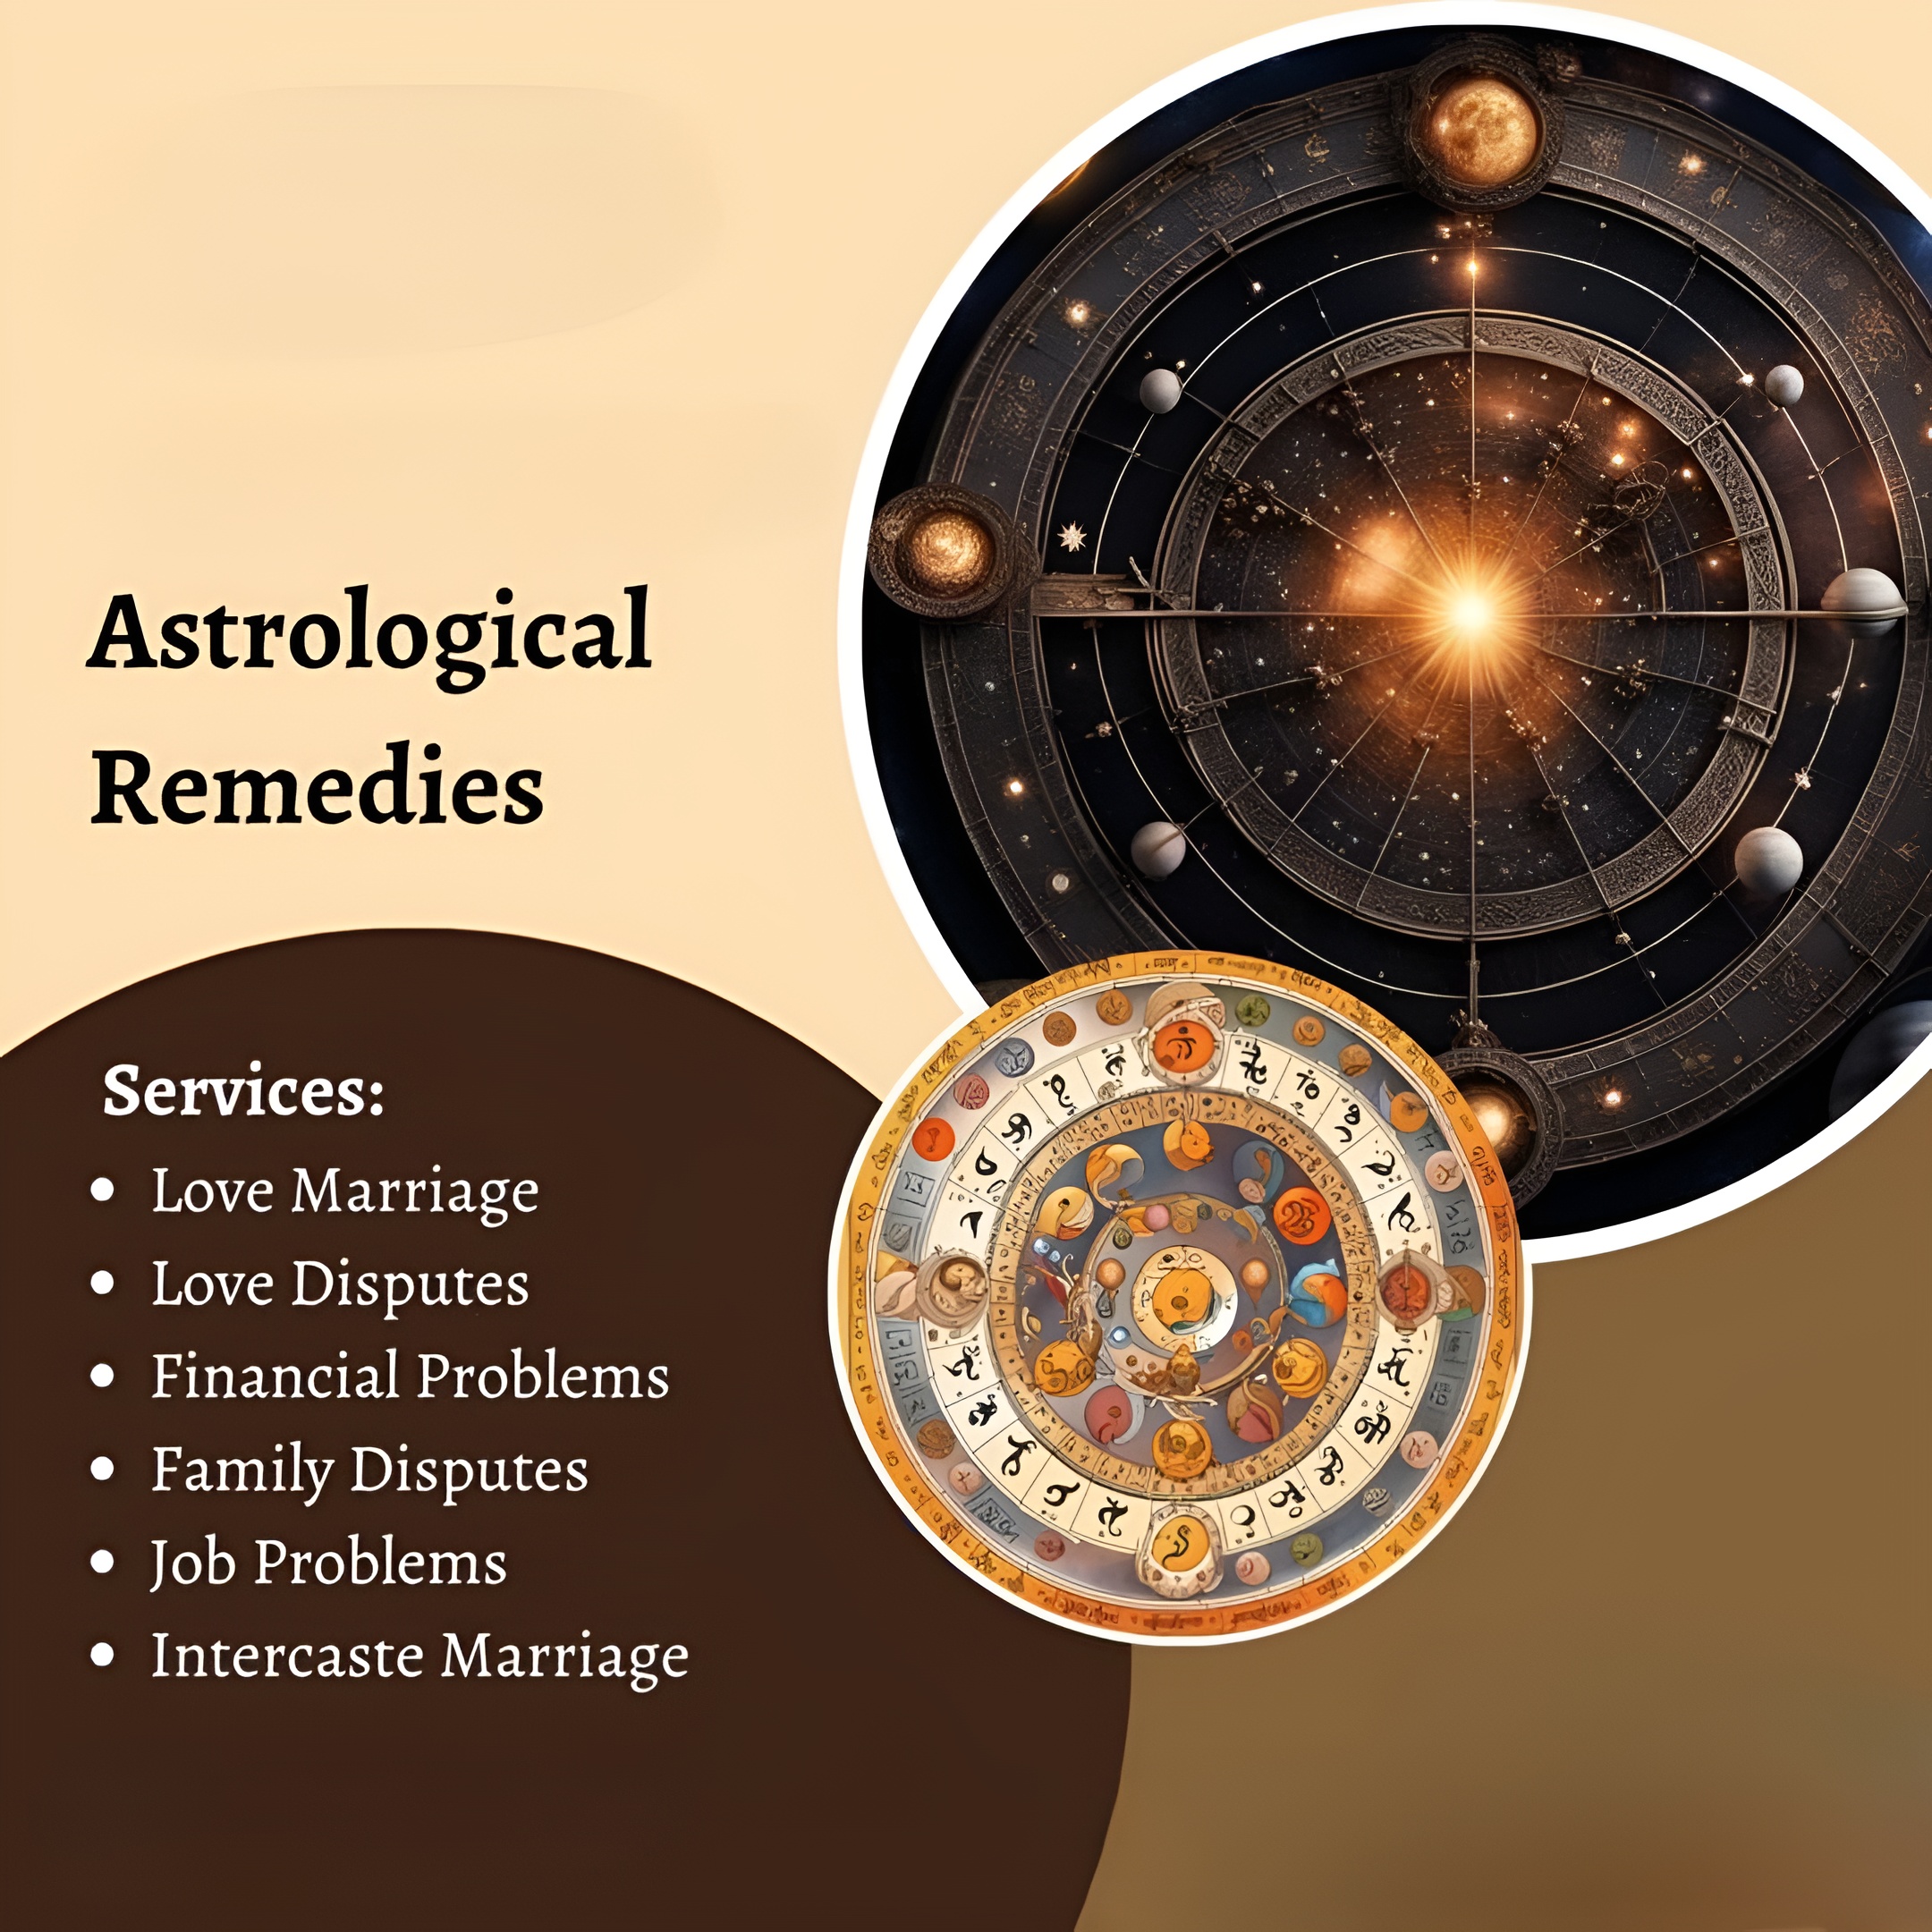 Astrological
Remedies
Services:
• Love Marriage
• Love Disputes
• Financial Problems
• Family Disputes
• Job Problems
• Intercaste Marriage